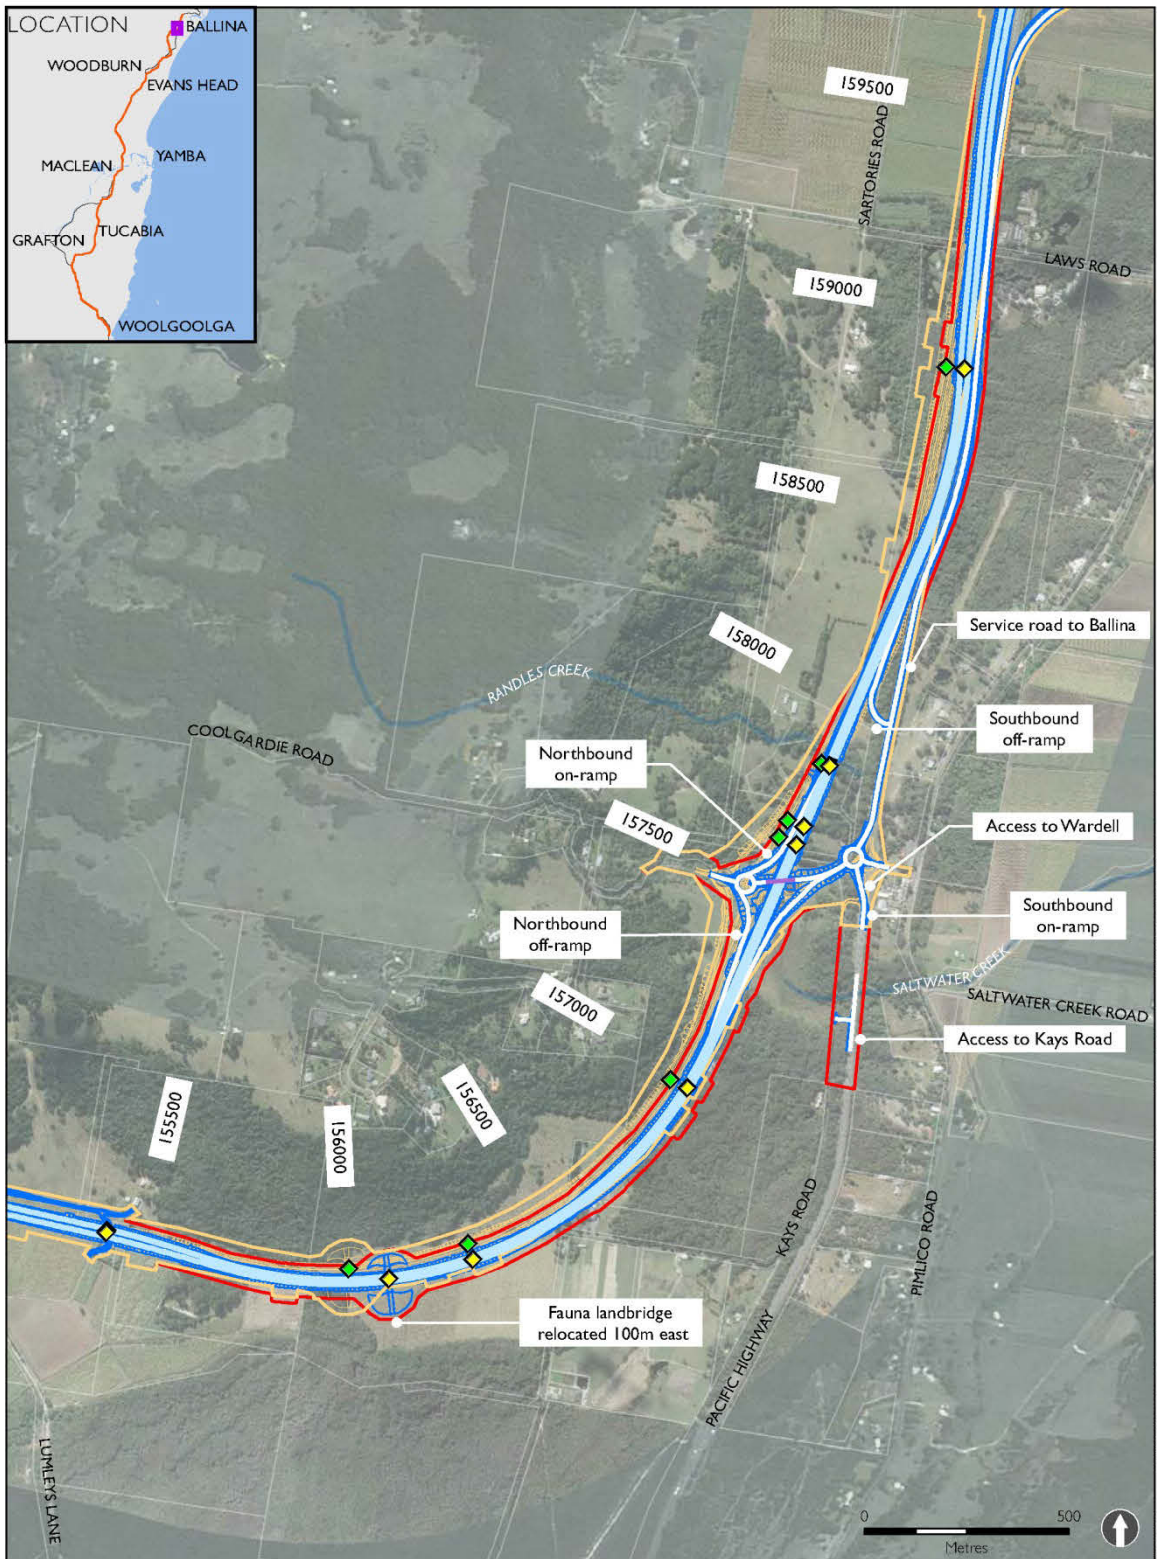 LOCATION
BALLINA
WOODBURN
EVANS HEAD
YAMBA
MACLEAN
TUCABIA
GRAFTON
WOOLGOOLGA
159500
SARTORIES ROAD
LAWS ROAD
159000
158500
158000
Service road to Ballina
RANDLES CREEK
COOLGARDIE ROAD
Southbound
off-ramp
Northbound
on-ramp
157500
Access to Wardell
Northbound
off-ramp
Southbound
on-ramp
SALTWATER CREEK
SALTWATER CREEK ROAD
157000
Access to Kays Road
156500
155500
156000
KAYS ROAD
PIMLICO ROAD
Fauna landbridge
relocated 100m east
PACIFIC HIGHWAY
LUMLEYS LANE
0 500
Metres